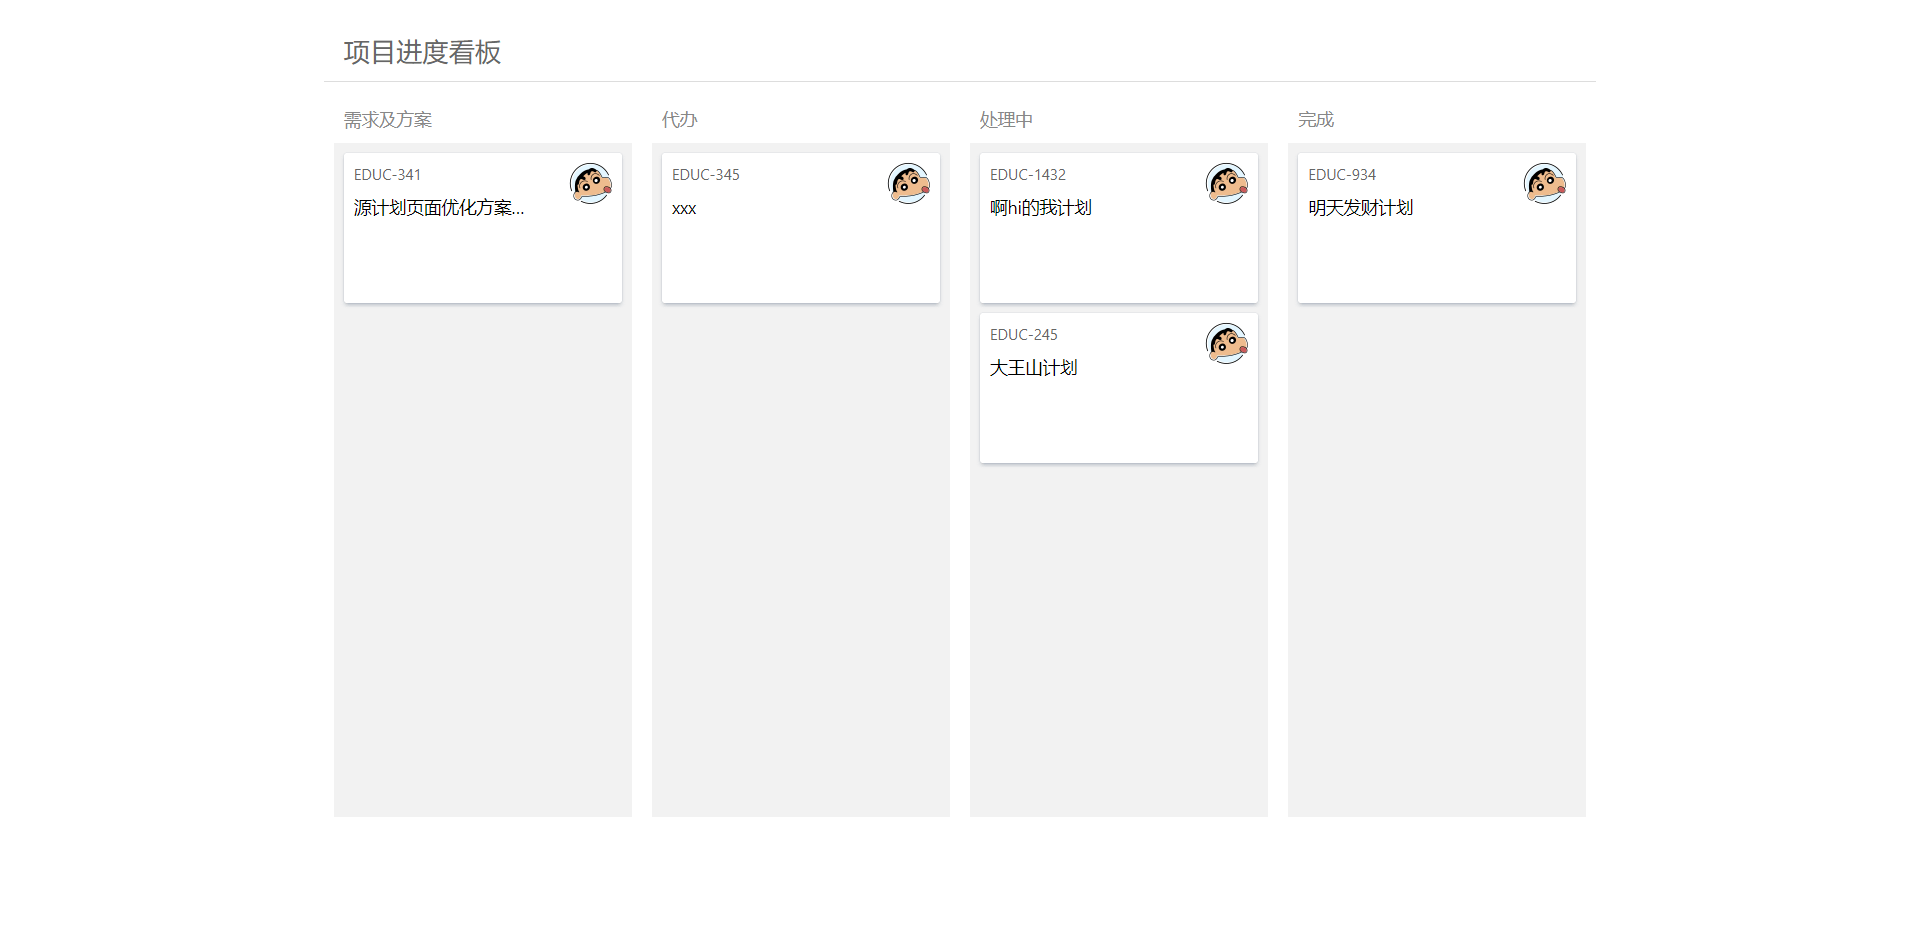 项目进度看板
需求及方案
EDUC-341
源计划页面优化方案...
代办
EDUC-345
xxx
处理中
EDUC-1432
啊hi的我计划
EDUC-245
大王山计划
完成
EDUC-934
明天发财计划